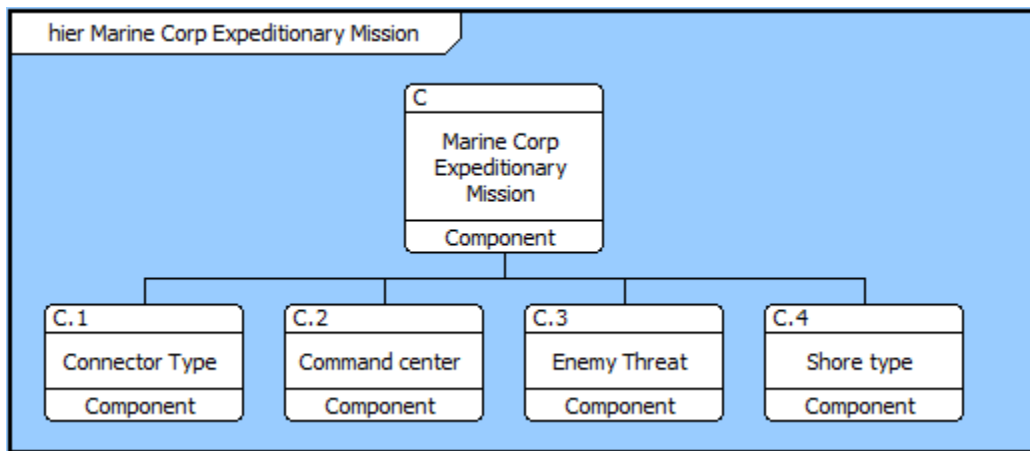 hier Marine Corp Expeditionary Mission
C
Marine Corp
Expeditionary
Mission
Component
C.1
Connector Type
Component
C.2
Command center
Component
C.3
Enemy Threat
Component
C.4
Shore type
Component